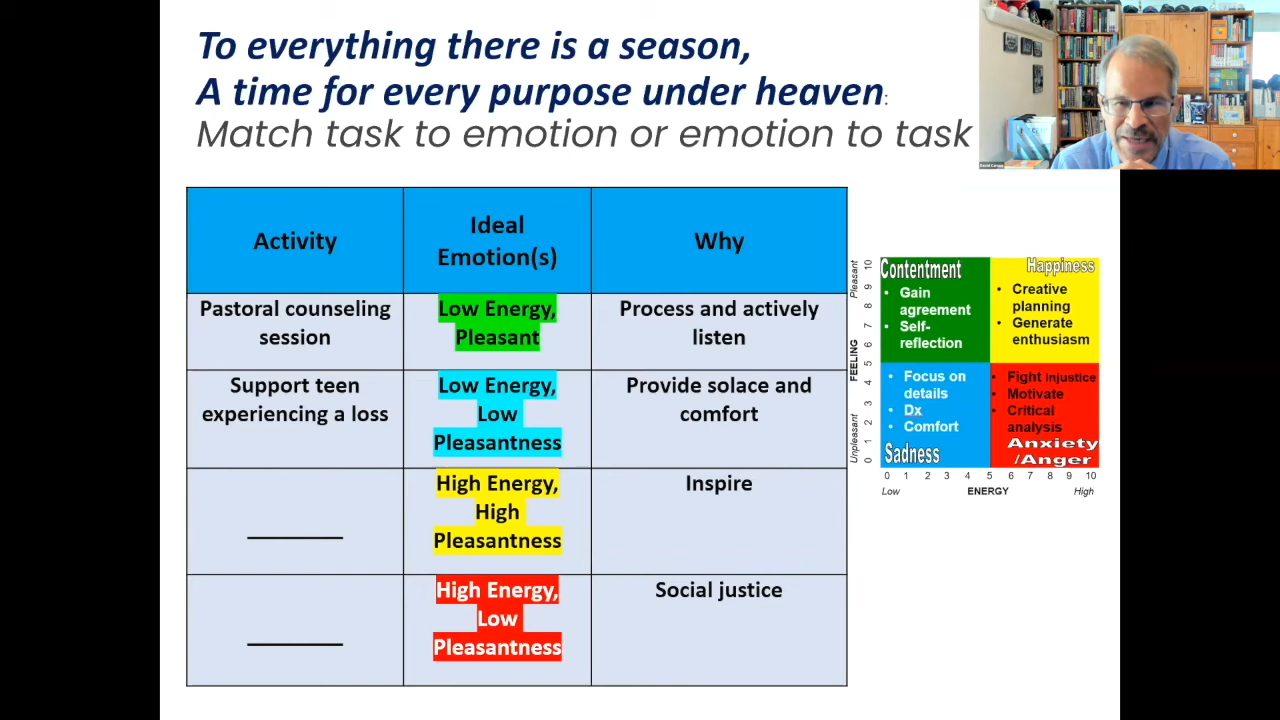 To everything there is a season,
A time for every purpose under heaven:
Match task to emotion or emotion to task
Activity
Ideal
Emotion(s)
Why
Pastoral counseling
session
Low Energy,
Pleasant
Process and actively
listen
Support teen
experiencing a loss
Low Energy,
Low
Pleasantness
Provide solace and
comfort
High Energy,
High
Pleasantness
Inspire
High Energy,
Low
Pleasantness
Social justice
Contentment
• Gain
agreement
• Self-
reflection
Happiness
• Creative
planning
• Generate
enthusiasm
• Focus on
details
• Dx
• Comfort
Sadness
• Fight Injustice
• Motivate
• Critical
analysis
Anxiety
/Anger
Pleasant
FEELING
Unpleasant
10
9
8
7
6
5
4
3
2
1
0
0 1 2 3 4 5 6 7 8 9 10
Low ENERGY High